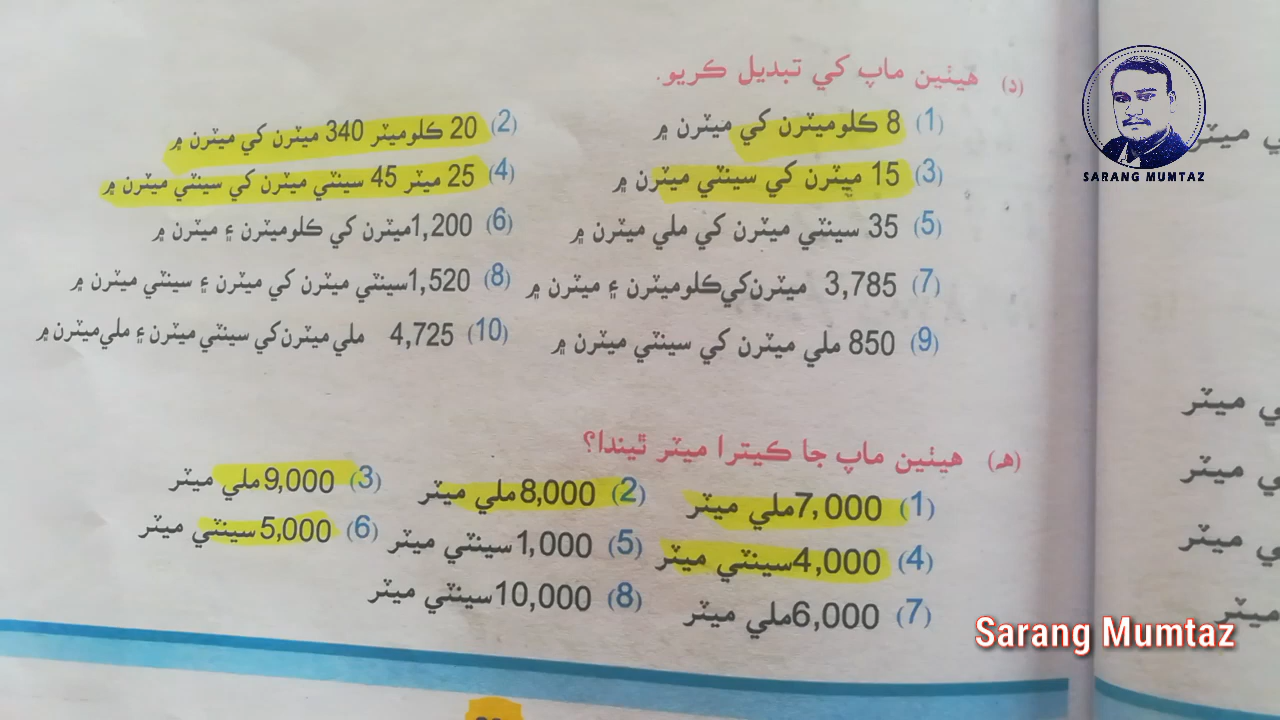 (د) هيٺين ماپ کي تبديل ڪريو.
(1) 8 ڪلوميٽرن کي ميٽرن ۾ (2) 20 ڪلوميٽر 340 ميٽرن کي ميٽرن ۾
(3) 15 ميٽرن کي سينٽي ميٽرن ۾ (4) 25 ميٽر 45 سينٽي ميٽرن کي سينٽي ميٽرن ۾
(5) 35 سينٽي ميٽرن کي ملي ميٽرن ۾ (6) 1,200ميٽرن کي ڪلوميٽرن ۽ ميٽرن ۾
(7) 3,785 ميٽرن کي ڪلوميٽرن ۽ ميٽرن ۾ (8) 1,520سينٽي ميٽرن کي ميٽرن ۽ سينٽي ميٽرن ۾
(9) 850 ملي ميٽرن کي سينٽي ميٽرن ۾ (10) 4,725 ملي ميٽرن کي سينٽي ميٽرن ۽ ملي ميٽرن ۾
(ھ) هيٺين ماپ جا ڪيترا ميٽر ٿيندا؟
(1) 7,000ملي ميٽر (2) 8,000ملي ميٽر (3) 9,000ملي ميٽر
(4) 4,000سينٽي ميٽر (5) 1,000سينٽي ميٽر (6) 5,000سينٽي ميٽر
(7) 6,000ملي ميٽر (8) 10,000سينٽي ميٽر
SARANG MUMTAZ
ميٽر
ميٽر
ميٽر
ميٽر
ميٽر
Sarang Mumtaz